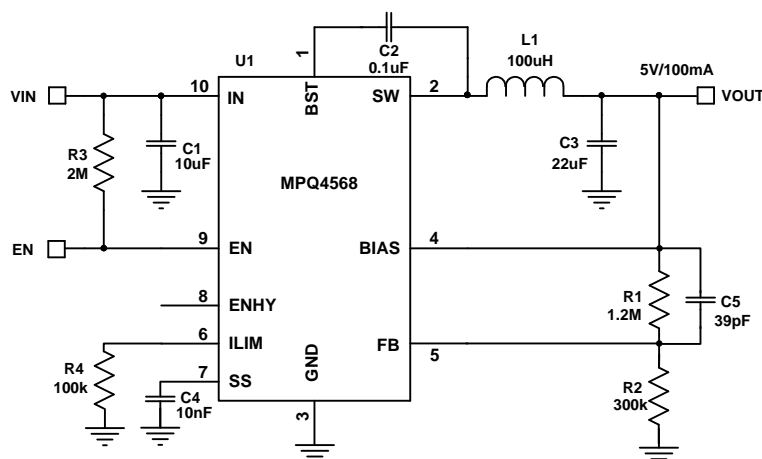 U1
C2
0.1uF
L1
100uH
5V/100mA
VIN
VOUT
10
IN
1
BST
SW
2
R3
2M
C1
10uF
C3
22uF
MPQ4568
EN
9
EN
BIAS
4
8
ENHY
R1
1.2M
C5
39pF
6
ILIM
FB
5
R4
100k
7
SS
C4
10nF
GND
3
R2
300k